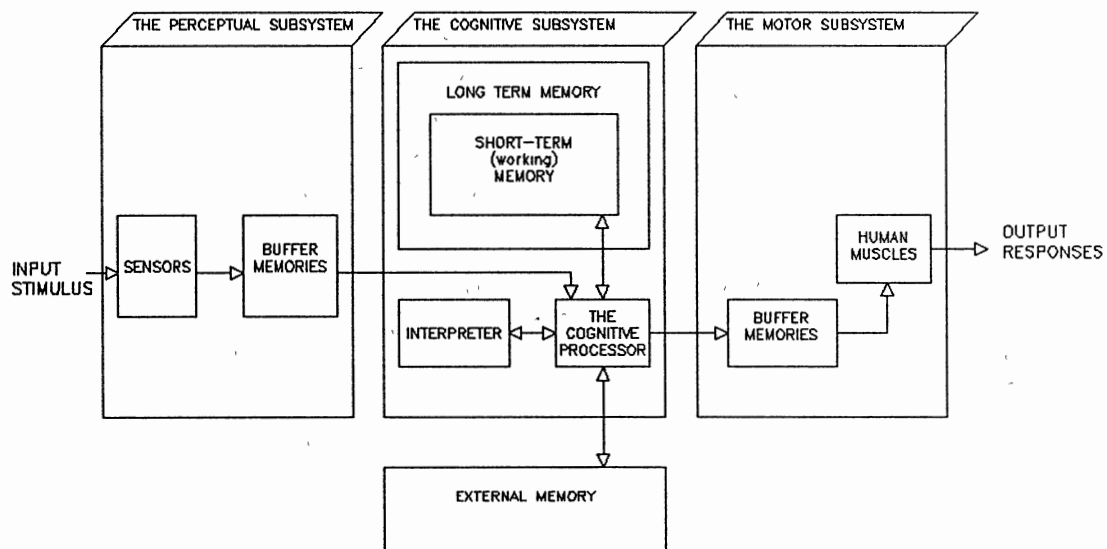 THE PERCEPTUAL SUBSYSTEM
THE COGNITIVE SUBSYSTEM
THE MOTOR SUBSYSTEM
LONG TERM MEMORY
SHORT-TERM
(working)
MEMORY
INPUT
STIMULUS
SENSORS
BUFFER
MEMORIES
INTERPRETER
THE
COGNITIVE
PROCESSOR
BUFFER
MEMORIES
HUMAN
MUSCLES
OUTPUT
RESPONSES
EXTERNAL MEMORY